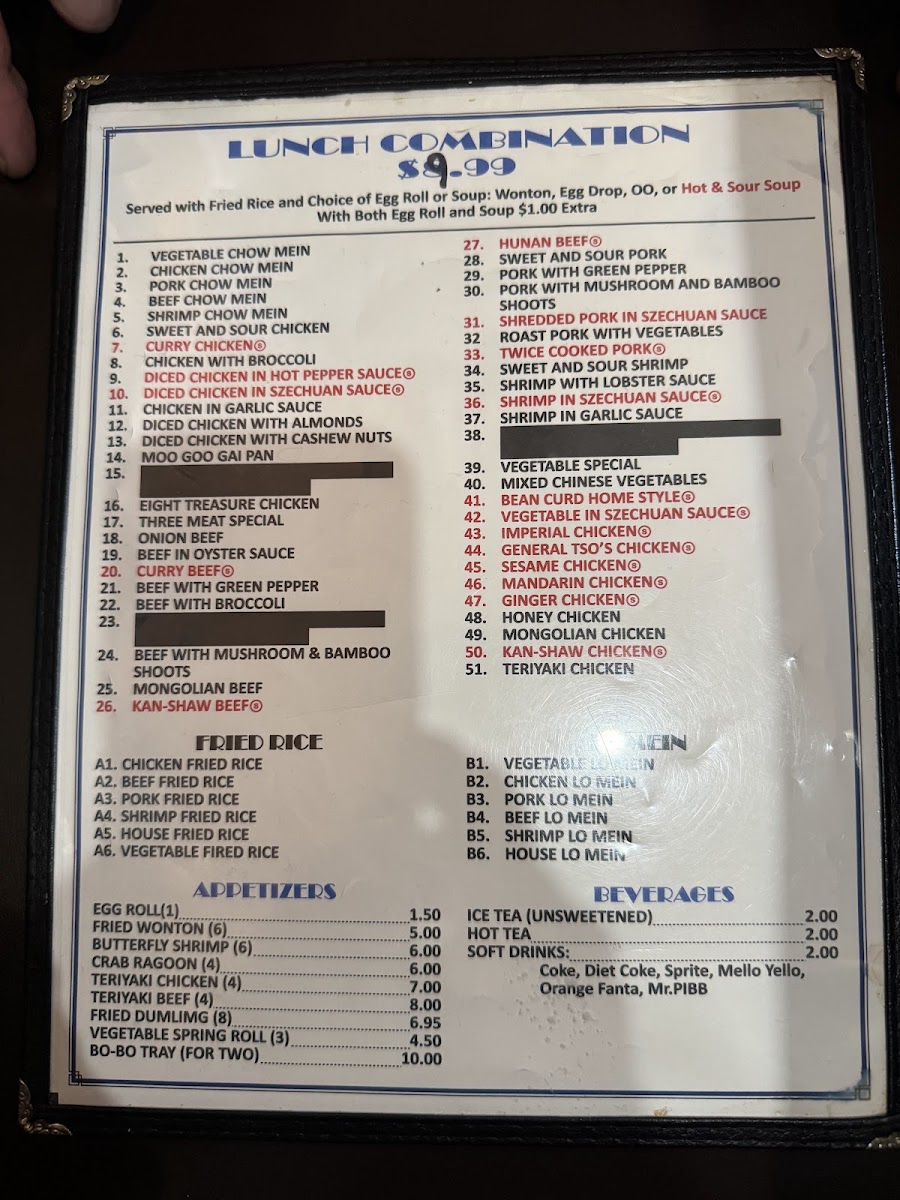 LUNCH COMBINATION
$9.99
Served with Fried Rice and Choice of Egg Roll or Soup: Wonton, Egg Drop, OO, or Hot & Sour Soup
With Both Egg Roll and Soup $1.00 Extra
1. VEGETABLE CHOW MEIN
2. CHICKEN CHOW MEIN
3. PORK CHOW MEIN
4. BEEF CHOW MEIN
5. SHRIMP CHOW MEIN
6. SWEET AND SOUR CHICKEN
7. CURRY CHICKENⓈ
8. CHICKEN WITH BROCCOLI
9. DICED CHICKEN IN HOT PEPPER SAUCEⓈ
10. DICED CHICKEN IN SZECHUAN SAUCEⓈ
11. CHICKEN IN GARLIC SAUCE
12. DICED CHICKEN WITH ALMONDS
13. DICED CHICKEN WITH CASHEW NUTS
14. MOO GOO GAI PAN
15.
16. EIGHT TREASURE CHICKEN
17. THREE MEAT SPECIAL
18. ONION BEEF
19. BEEF IN OYSTER SAUCE
20. CURRY BEEFⓈ
21. BEEF WITH GREEN PEPPER
22. BEEF WITH BROCCOLI
23.
24. BEEF WITH MUSHROOM & BAMBOO
SHOOTS
25. MONGOLIAN BEEF
26. KAN-SHAW BEEFⓈ
27. HUNAN BEEFⓈ
28. SWEET AND SOUR PORK
29. PORK WITH GREEN PEPPER
30. PORK WITH MUSHROOM AND BAMBOO
SHOOTS
31. SHREDDED PORK IN SZECHUAN SAUCE
32 ROAST PORK WITH VEGETABLES
33. TWICE COOKED PORKⓈ
34. SWEET AND SOUR SHRIMP
35. SHRIMP WITH LOBSTER SAUCE
36. SHRIMP IN SZECHUAN SAUCEⓈ
37. SHRIMP IN GARLIC SAUCE
38.
39. VEGETABLE SPECIAL
40. MIXED CHINESE VEGETABLES
41. BEAN CURD HOME STYLEⓈ
42. VEGETABLE IN SZECHUAN SAUCEⓈ
43. IMPERIAL CHICKENⓈ
44. GENERAL TSO'S CHICKENⓈ
45. SESAME CHICKENⓈ
46. MANDARIN CHICKENⓈ
47. GINGER CHICKENⓈ
48. HONEY CHICKEN
49. MONGOLIAN CHICKEN
50. KAN-SHAW CHICKENⓈ
51. TERIYAKI CHICKEN
FRIED RICE
A1. CHICKEN FRIED RICE
A2. BEEF FRIED RICE
A3. PORK FRIED RICE
A4. SHRIMP FRIED RICE
A5. HOUSE FRIED RICE
A6. VEGETABLE FIRED RICE
MEIN
B1. VEGETABLE LO MEIN
B2. CHICKEN LO MEIN
B3. PORK LO MEIN
B4. BEEF LO MEIN
B5. SHRIMP LO MEIN
B6. HOUSE LO MEIN
APPETIZERS
EGG ROLL(1) 1.50
FRIED WONTON (6) 5.00
BUTTERFLY SHRIMP (6) 6.00
CRAB RAGOON (4) 6.00
TERIYAKI CHICKEN (4) 7.00
TERIYAKI BEEF (4) 8.00
FRIED DUMLIMG (8) 6.95
VEGETABLE SPRING ROLL (3) 4.50
BO-BO TRAY (FOR TWO) 10.00
BEVERAGES
ICE TEA (UNSWEETENED) 2.00
HOT TEA 2.00
SOFT DRINKS: 2.00
Coke, Diet Coke, Sprite, Mello Yello,
Orange Fanta, Mr.PIBB